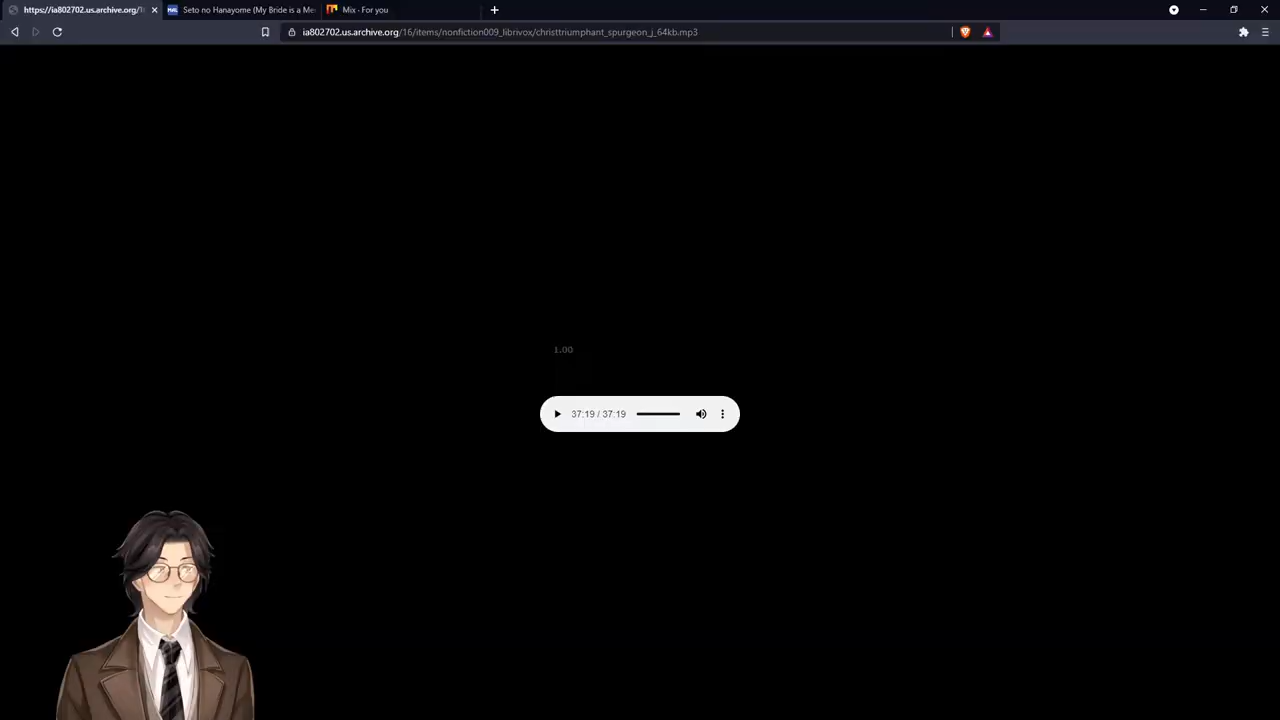 https://ia802702.us.archive.org/1
Seto no Hanayome (My Bride is a Me
Mix - For you
ia802702.us.archive.org/16/items/nonfiction009_librivox/christtriumphant_spurgeon_j_64kb.mp3
1.00
37:19 / 37:19